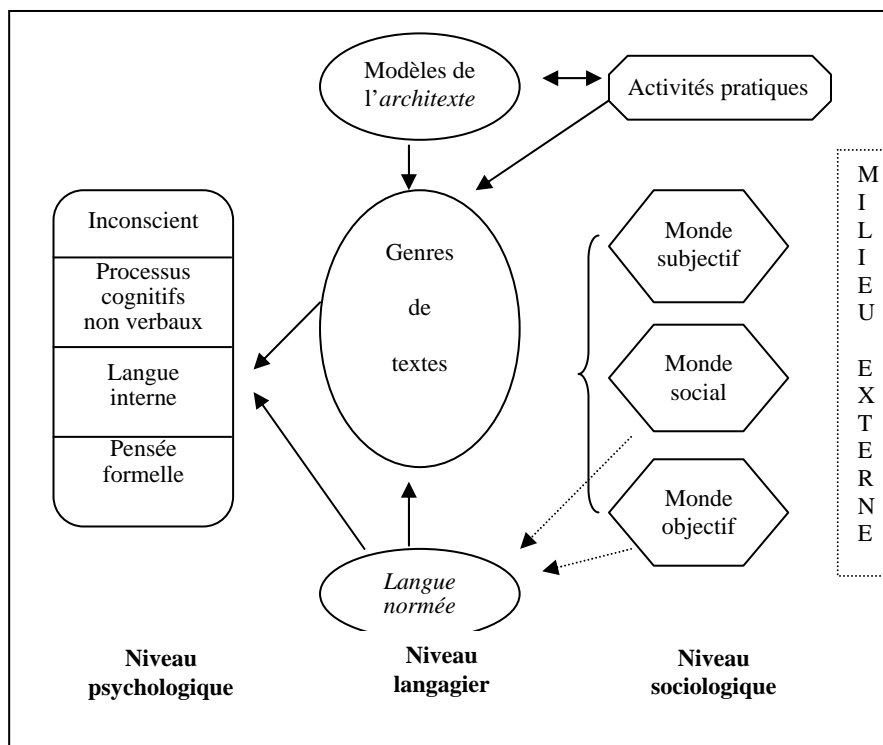 Modèles de
l'architexte
Activités pratiques
Inconscient
Processus
cognitifs
non verbaux
Langue
interne
Pensée
formelle
Genres
de
textes
Langue
normée
Monde
subjectif
Monde
social
Monde
objectif
M
I
L
I
E
U
E
X
T
E
R
N
E
Niveau
psychologique
Niveau
langagier
Niveau
sociologique